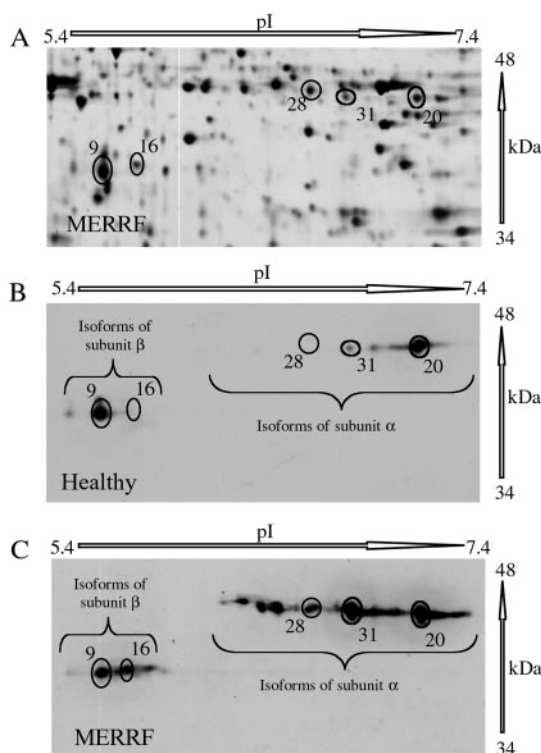 A
pI
5.4
7.4
48
28
31
20
9
16
kDa
MERRF
34
B
pI
5.4
7.4
48
Isoforms of
subunit β
9
16
28
31
20
kDa
Isoforms of subunit α
Healthy
34
C
pI
5.4
7.4
48
Isoforms of
subunit β
9
16
28
31
20
kDa
Isoforms of subunit α
MERRF
34